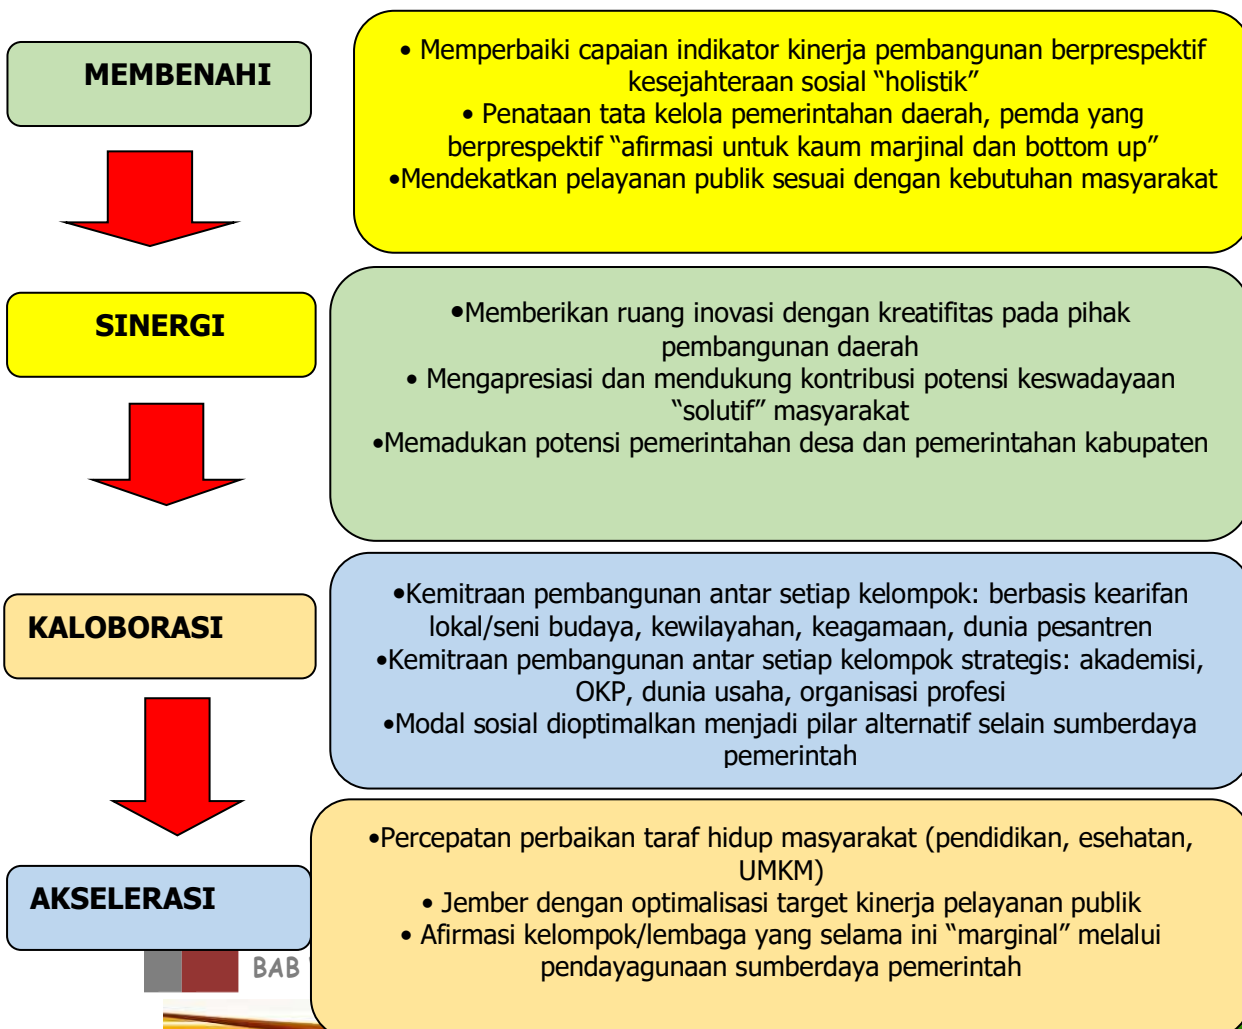 MEMBENAHI
• Memperbaiki capaian indikator kinerja pembangunan berprespektif
kesejahteraan sosial “holistik”
• Penataan tata kelola pemerintahan daerah, pemda yang
berprespektif “afirmasi untuk kaum marjinal dan bottom up”
•Mendekatkan pelayanan publik sesuai dengan kebutuhan masyarakat
SINERGI
•Memberikan ruang inovasi dengan kreatifitas pada pihak
pembangunan daerah
• Mengapresiasi dan mendukung kontribusi potensi keswadayaan
“solutif” masyarakat
•Memadukan potensi pemerintahan desa dan pemerintahan kabupaten
KALOBORASI
•Kemitraan pembangunan antar setiap kelompok: berbasis kearifan
lokal/seni budaya, kewilayahan, keagamaan, dunia pesantren
•Kemitraan pembangunan antar setiap kelompok strategis: akademisi,
OKP, dunia usaha, organisasi profesi
•Modal sosial dioptimalkan menjadi pilar alternatif selain sumberdaya
pemerintah
AKSELERASI
•Percepatan perbaikan taraf hidup masyarakat (pendidikan, esehatan,
UMKM)
• Jember dengan optimalisasi target kinerja pelayanan publik
• Afirmasi kelompok/lembaga yang selama ini “marginal” melalui
pendayagunaan sumberdaya pemerintah
BAB